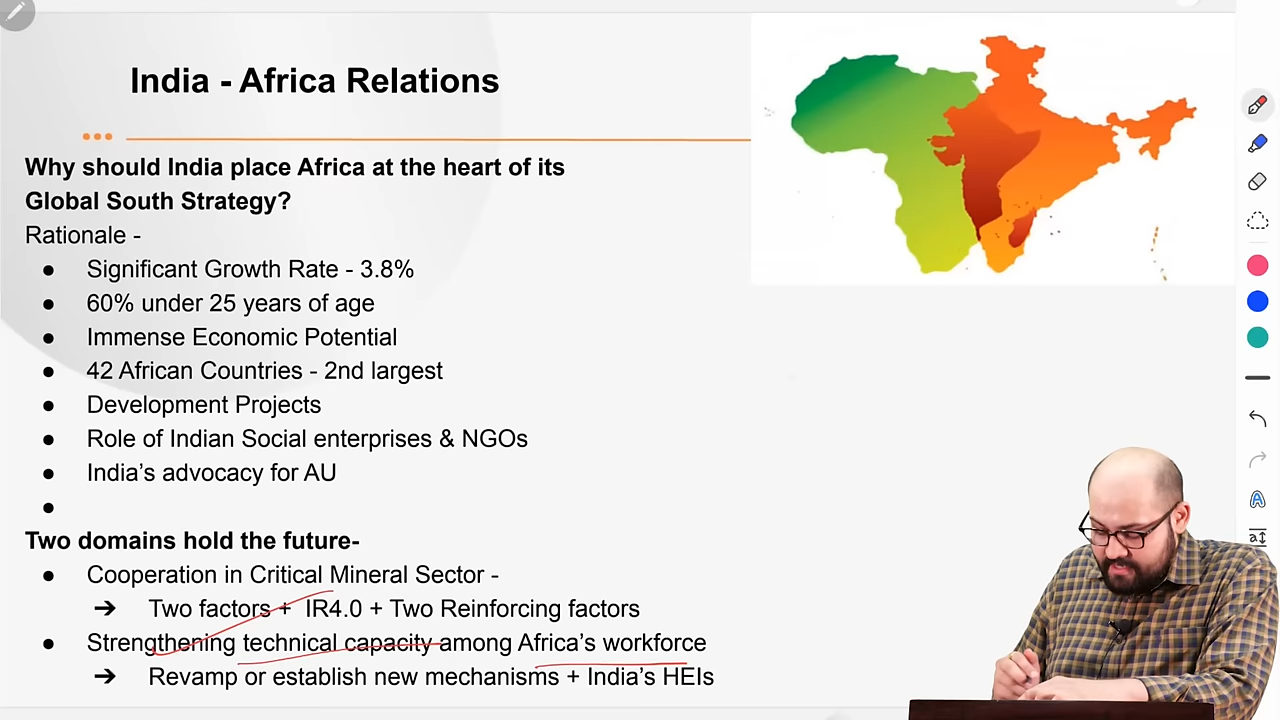 India - Africa Relations
Why should India place Africa at the heart of its
Global South Strategy?
Rationale -
● Significant Growth Rate - 3.8%
● 60% under 25 years of age
● Immense Economic Potential
● 42 African Countries - 2nd largest
● Development Projects
● Role of Indian Social enterprises & NGOs
● India’s advocacy for AU
●
Two domains hold the future-
● Cooperation in Critical Mineral Sector -
➔ Two factors + IR4.0 + Two Reinforcing factors
● Strengthening technical capacity among Africa’s workforce
➔ Revamp or establish new mechanisms + India’s HEIs